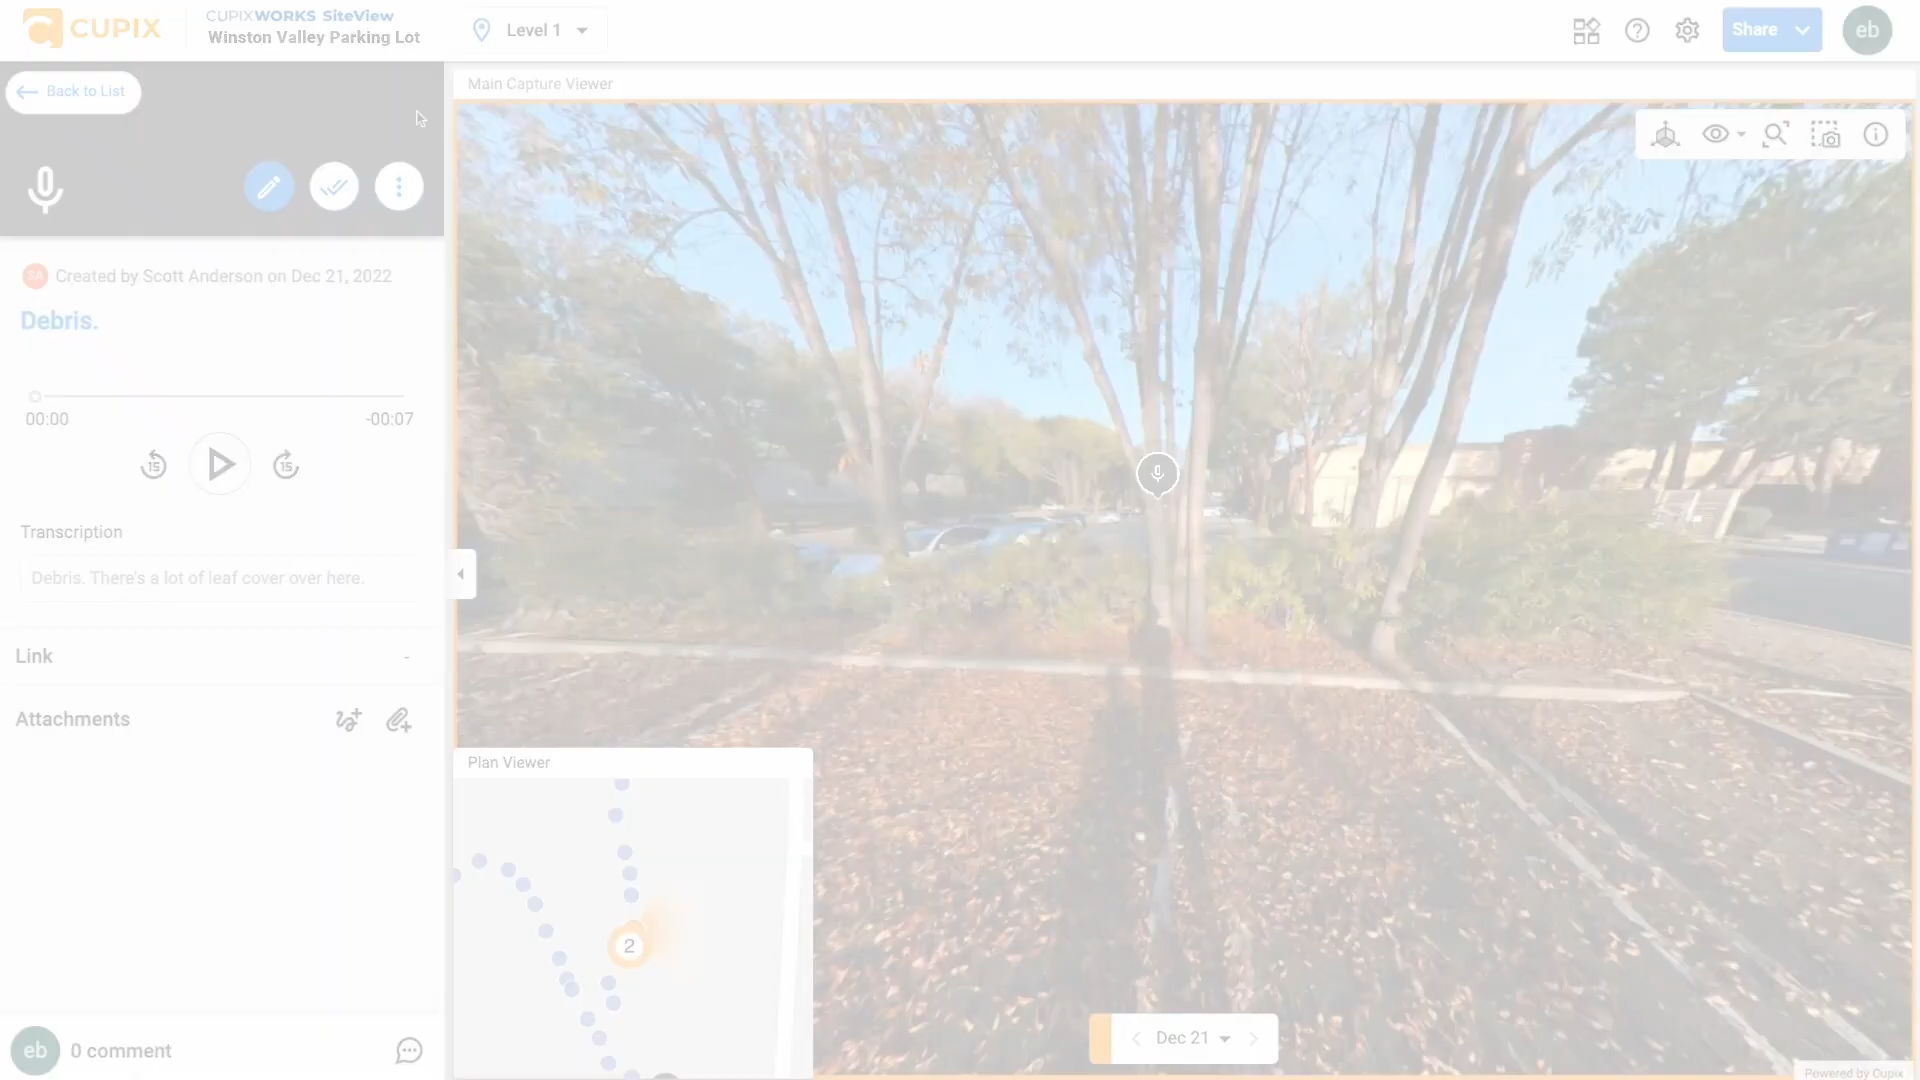 CUPIX
CUPIXWORKS SiteView
Winston Valley Parking Lot
Level 1
Share
eb
Back to List
Main Capture Viewer
SA
Created by Scott Anderson on Dec 21, 2022
Debris.
00:00
-00:07
15
15
Transcription
Debris. There's a lot of leaf cover over here.
Link
-
Attachments
Plan Viewer
2
eb
0 comment
Dec 21
Powered by Cupix